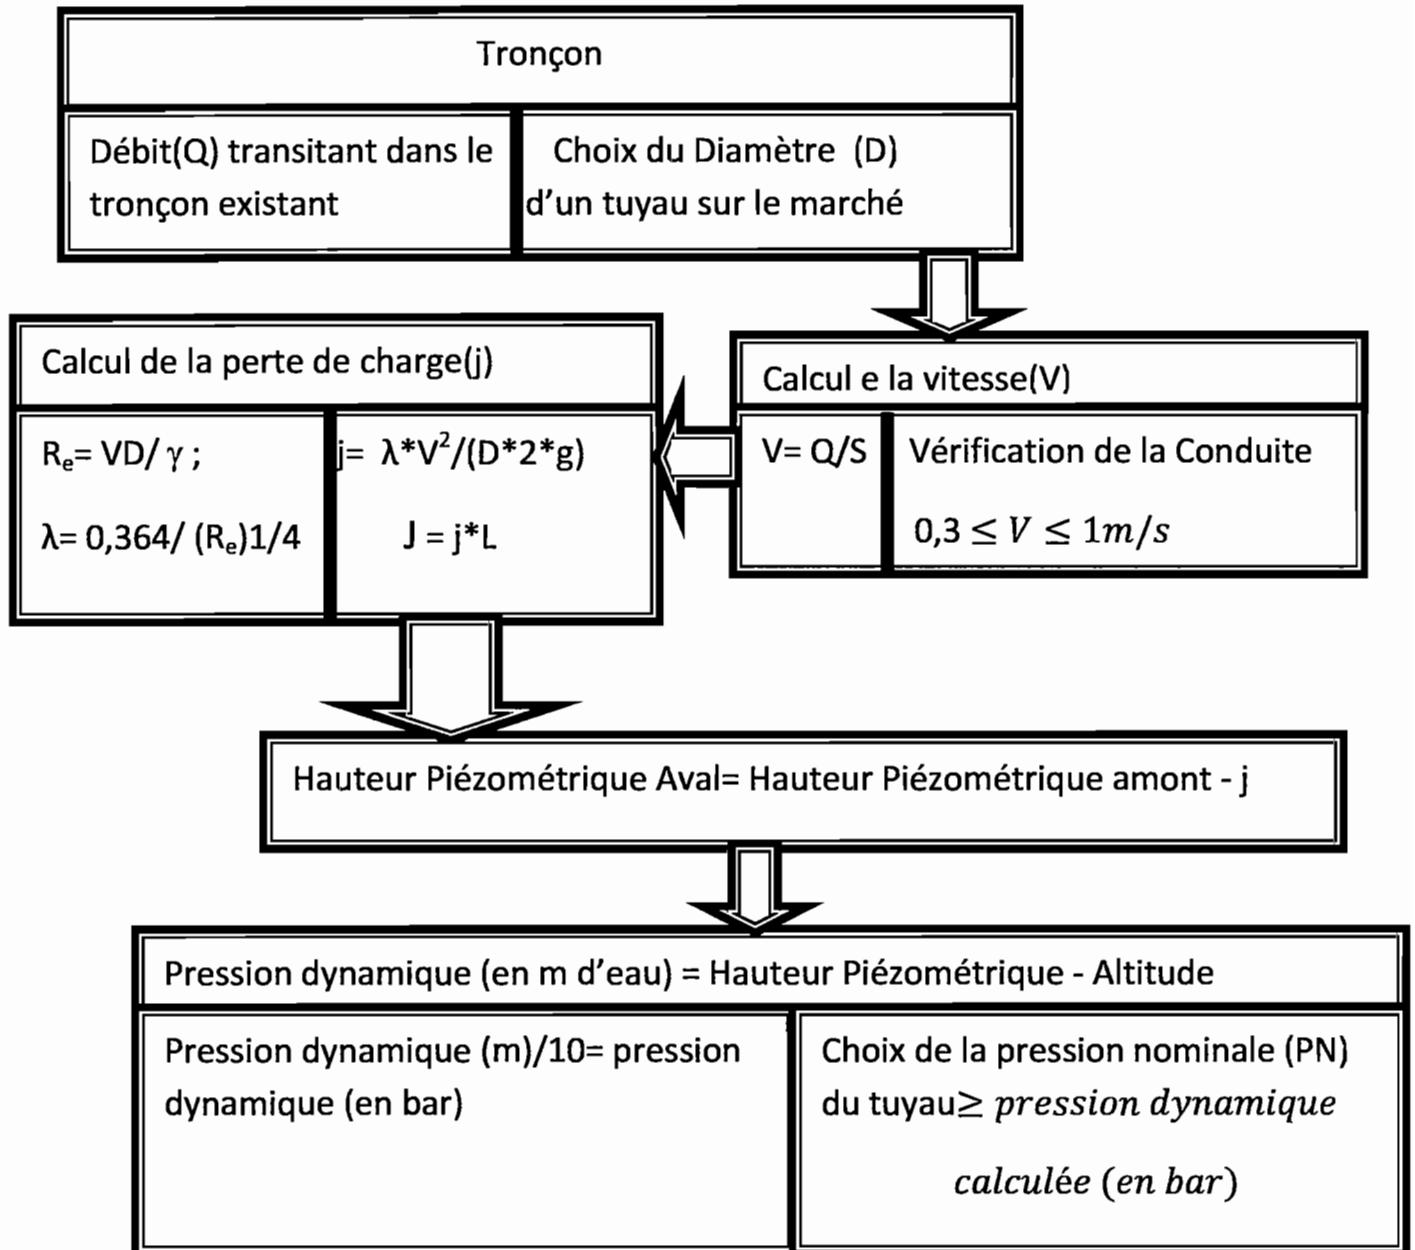 Tronçon
Débit(Q) transitant dans le
tronçon existant
Choix du Diamètre (D)
d'un tuyau sur le marché
Calcul e la vitesse(V)
V= Q/S
Vérification de la Conduite
0,3 ≤ V ≤ 1m/s
Calcul de la perte de charge(j)
Rₑ= VD/ γ ;
λ= 0,364/ (Rₑ)1/4
j= λ*V²/(D*2*g)
J = j*L
Hauteur Piézométrique Aval= Hauteur Piézométrique amont - j
Pression dynamique (en m d'eau) = Hauteur Piézométrique - Altitude
Pression dynamique (m)/10= pression
dynamique (en bar)
Choix de la pression nominale (PN)
du tuyau≥ pression dynamique
calculée (en bar)